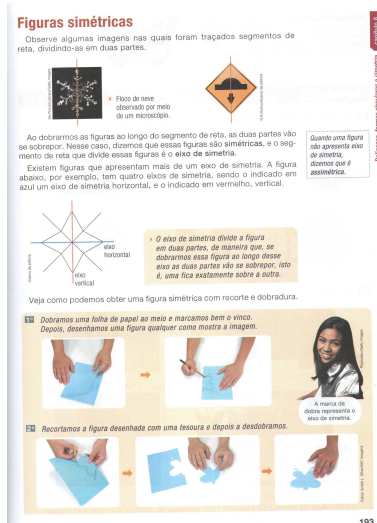 Figuras simétricas
Observe algumas imagens nas quais foram traçados segmentos de
reta, dividindo-as em duas partes.
Floco de neve
observado por meio
de um microscópio.
Ao dobrarmos as figuras ao longo do segmento de reta, as duas partes vão
se sobrepor. Nesse caso, dizemos que essas figuras são simétricas, e o seg-
mento de reta que divide essas figuras é o eixo de simetria.
Existem figuras que apresentam mais de um eixo de simetria. A figura
abaixo, por exemplo, tem quatro eixos de simetria, sendo o indicado em
azul um eixo de simetria horizontal, e o indicado em vermelho, vertical.
Quando uma figura
não apresenta eixo
de simetria,
dizemos que é
assimétrica.
eixo
horizontal
eixo
vertical
O eixo de simetria divide a figura
em duas partes, de maneira que, se
dobrarmos essa figura ao longo desse
eixo as duas partes vão se sobrepor, isto
é, uma fica exatamente sobre a outra.
Veja como podemos obter uma figura simétrica com recorte e dobradura.
1º Dobramos uma folha de papel ao meio e marcamos bem o vinco.
Depois, desenhamos uma figura qualquer como mostra a imagem.
A marca da
dobra representa o
eixo de simetria.
2º Recortamos a figura desenhada com uma tesoura e depois a desdobramos.
193